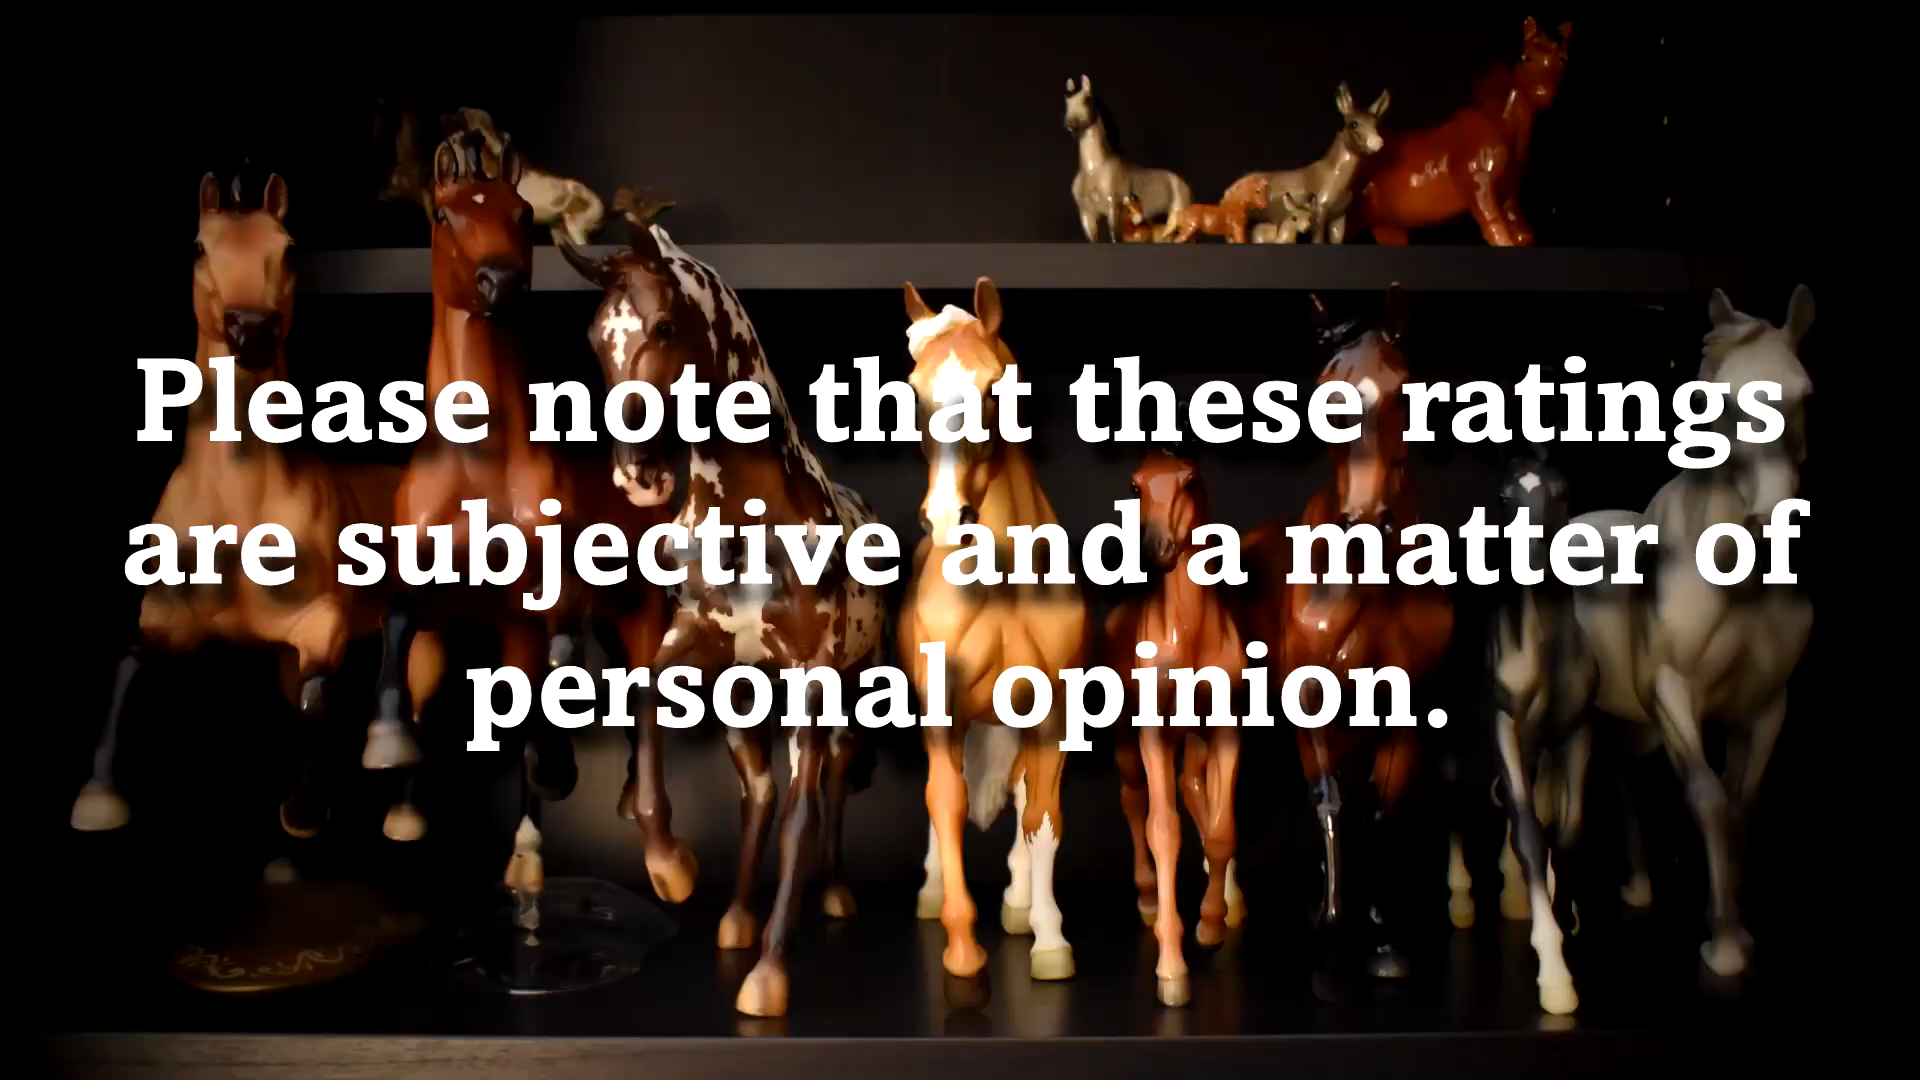 Please note that these ratings
are subjective and a matter of
personal opinion.